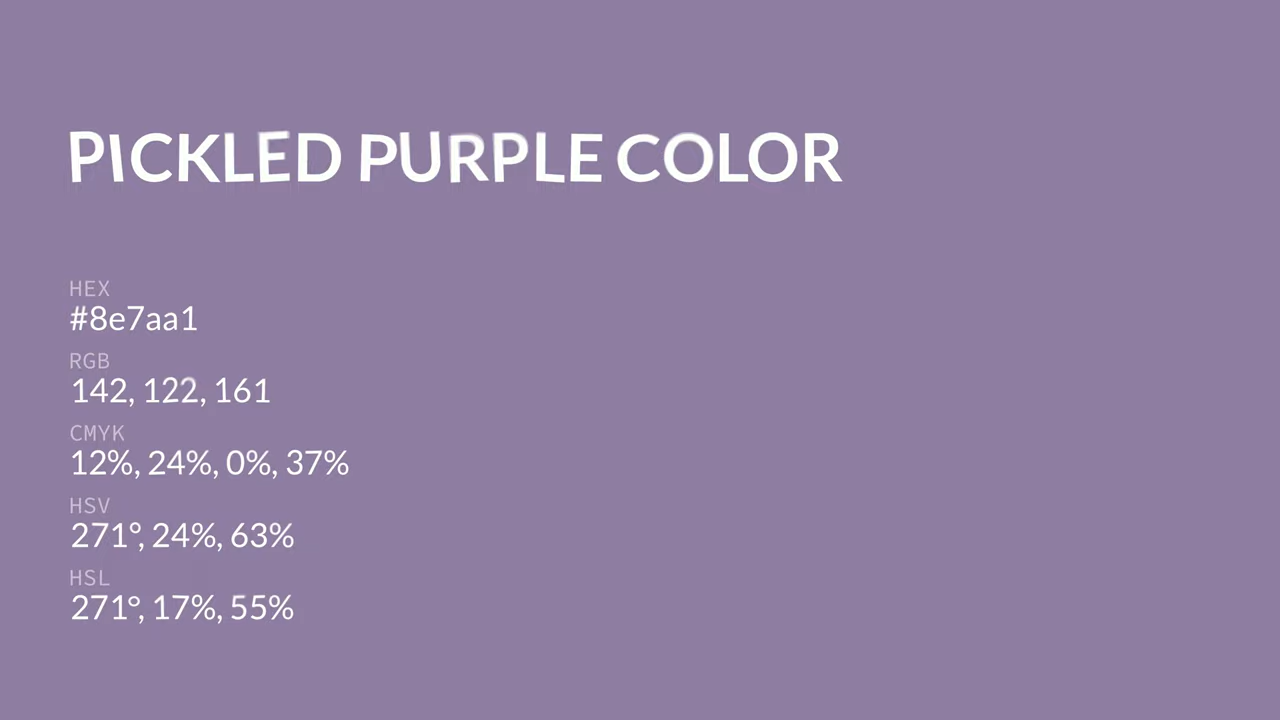 PICKLED PURPLE COLOR
HEX
#8e7aa1
RGB
142, 122, 161
CMYK
12%, 24%, 0%, 37%
HSV
271°, 24%, 63%
HSL
271°, 17%, 55%